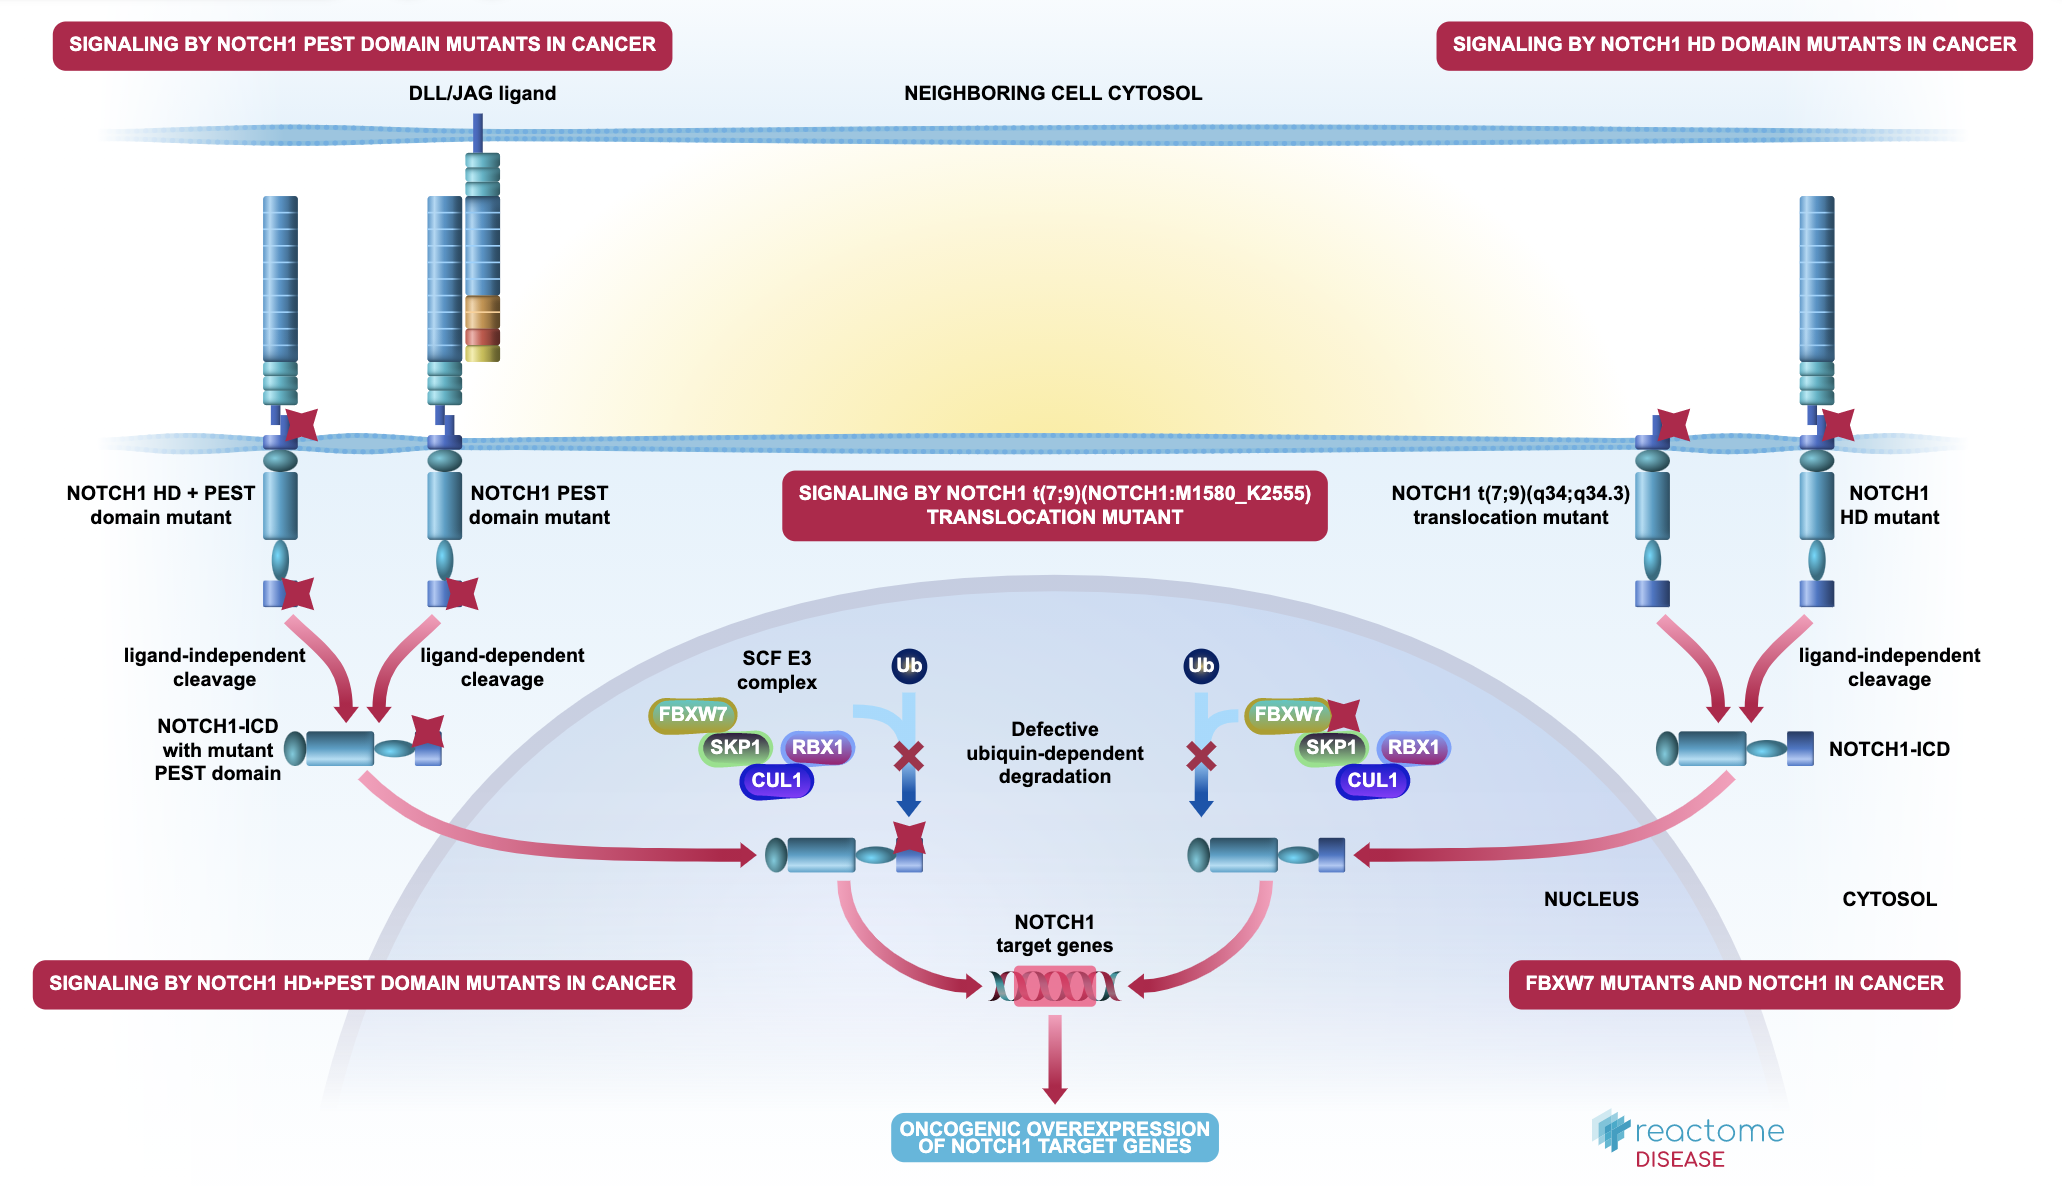 SIGNALING BY NOTCH1 PEST DOMAIN MUTANTS IN CANCER
SIGNALING BY NOTCH1 HD DOMAIN MUTANTS IN CANCER
DLL/JAG ligand
NEIGHBORING CELL CYTOSOL
NOTCH1 HD + PEST
domain mutant
NOTCH1 PEST
domain mutant
SIGNALING BY NOTCH1 t(7;9)(NOTCH1:M1580_K2555)
TRANSLOCATION MUTANT
NOTCH1 t(7;9)(q34;q34.3)
translocation mutant
NOTCH1
HD mutant
ligand-independent
cleavage
ligand-dependent
cleavage
SCF E3
complex
Ub
Ub
ligand-independent
cleavage
NOTCH1-ICD
with mutant
PEST domain
FBXW7
SKP1
RBX1
CUL1
Defective
ubiquin-dependent
degradation
FBXW7
SKP1
RBX1
CUL1
NOTCH1-ICD
NUCLEUS
CYTOSOL
NOTCH1
target genes
SIGNALING BY NOTCH1 HD+PEST DOMAIN MUTANTS IN CANCER
FBXW7 MUTANTS AND NOTCH1 IN CANCER
ONCOGENIC OVEREXPRESSION
OF NOTCH1 TARGET GENES
reactome
DISEASE